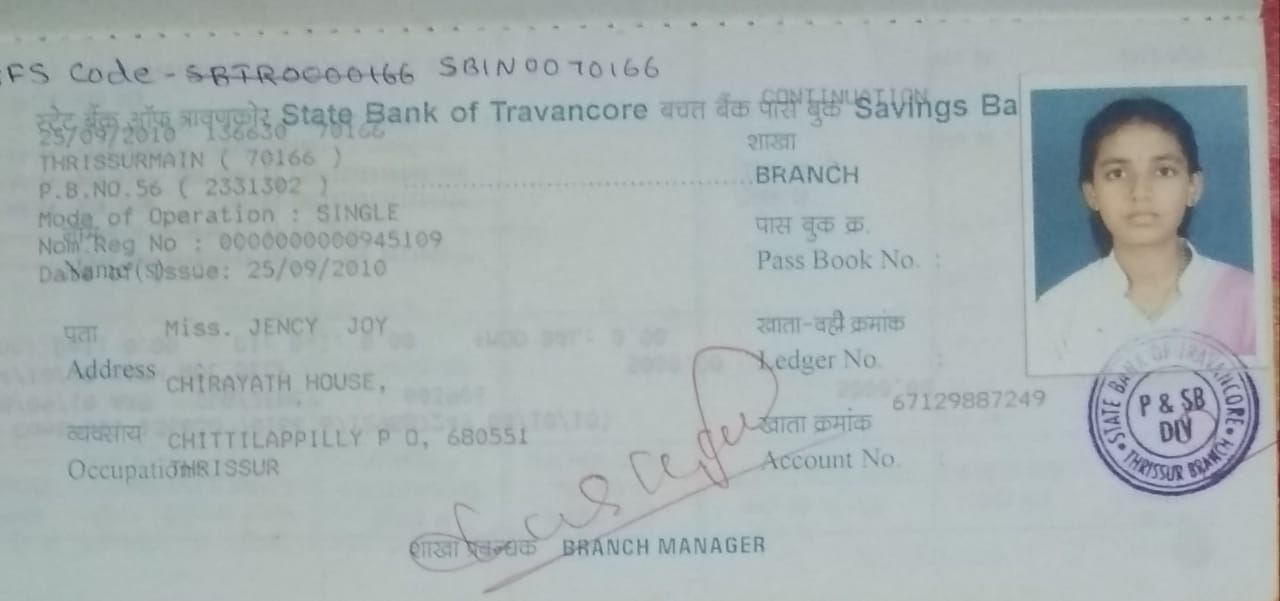 IFS Code - SBTR0000166 SBIN0070166
CONTINUATION
स्टेट बैंक ऑफ त्रावणकोर State Bank of Travancore बचत बैंक पास बुक Savings Ba
25/09/2010 136630 70166
THRISSURMAIN ( 70166 )
शाखा
P.B.NO.56 ( 2331302 )
BRANCH
Mode of Operation : SINGLE
पास बुक क्र.
Nom Reg No : 0000000000945109
Pass Book No. :
Name(s)
Date of Issue: 25/09/2010
पता Miss. JENCY JOY
खाता-बही क्रमांक
Address CHIRAYATH HOUSE,
Ledger No. :
67129887249
व्यवसाय CHITTILAPPILLY P O, 680551
खाता क्रमांक
Occupation THRISSUR
Account No. :
STATE BANK OF TRAVANCORE
P & SB
DIV
THRISSUR BRANCH
शाखा प्रबन्धक BRANCH MANAGER